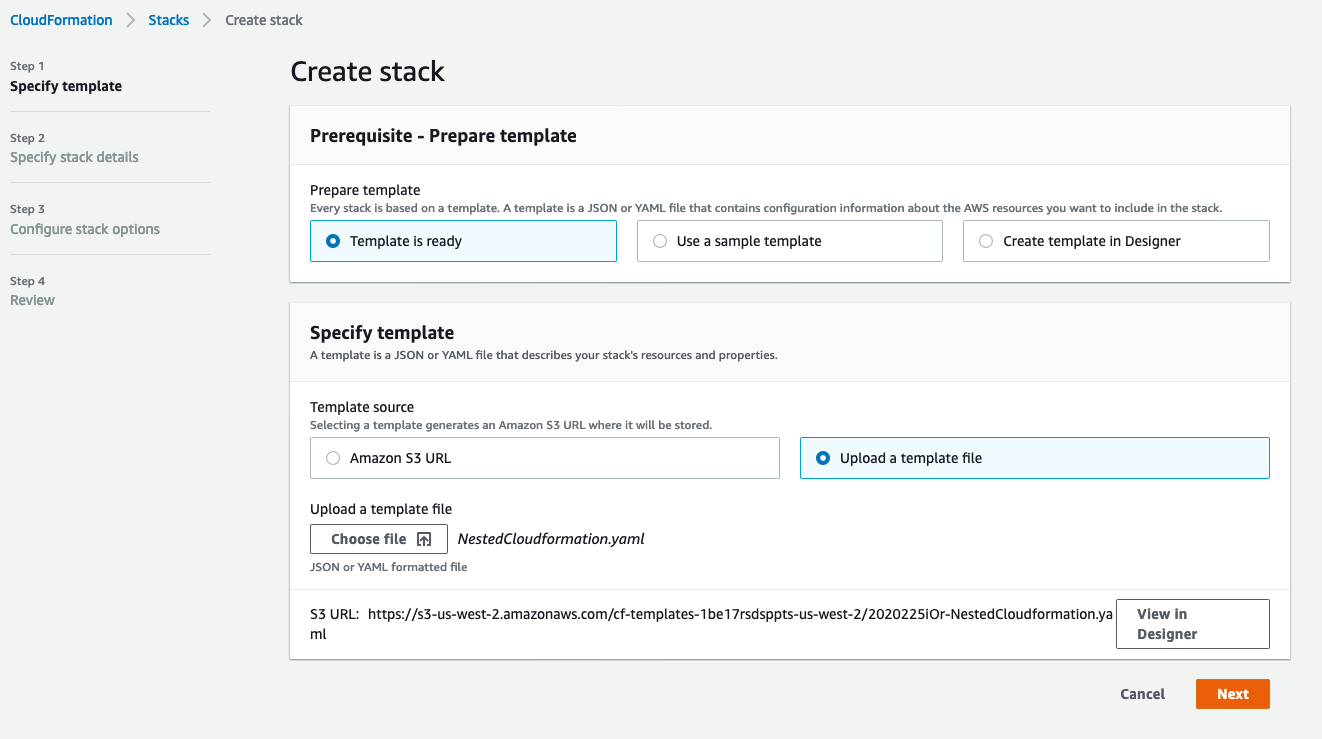 CloudFormation > Stacks > Create stack
Step 1
Specify template
Step 2
Specify stack details
Step 3
Configure stack options
Step 4
Review
Create stack
Prerequisite - Prepare template
Prepare template
Every stack is based on a template. A template is a JSON or YAML file that contains configuration information about the AWS resources you want to include in the stack.
Template is ready
Use a sample template
Create template in Designer
Specify template
A template is a JSON or YAML file that describes your stack's resources and properties.
Template source
Selecting a template generates an Amazon S3 URL where it will be stored.
Amazon S3 URL
Upload a template file
Upload a template file
Choose file
NestedCloudformation.yaml
JSON or YAML formatted file
S3 URL: https://s3-us-west-2.amazonaws.com/cf-templates-1be17rsdsppts-us-west-2/2020225iOr-NestedCloudformation.ya
ml
View in
Designer
Cancel
Next